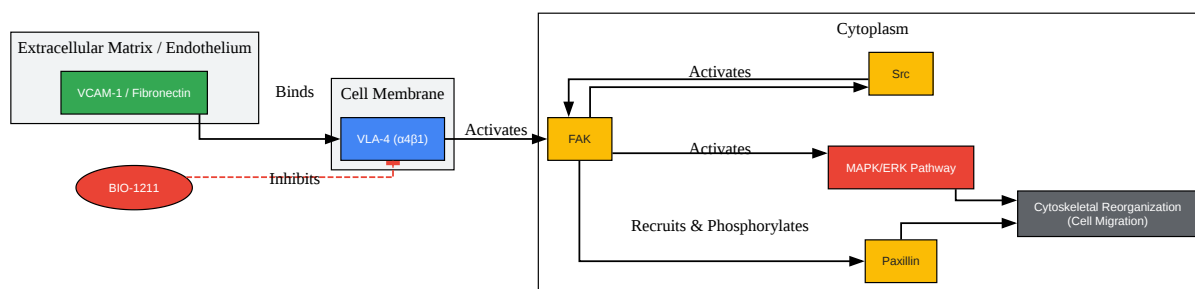 Extracellular Matrix / Endothelium
VCAM-1 / Fibronectin
Binds
Cell Membrane
VLA-4 (α4β1)
BIO-1211
Inhibits
Activates
Cytoplasm
Activates
Src
FAK
Activates
MAPK/ERK Pathway
Recruits & Phosphorylates
Paxillin
Cytoskeletal Reorganization
(Cell Migration)